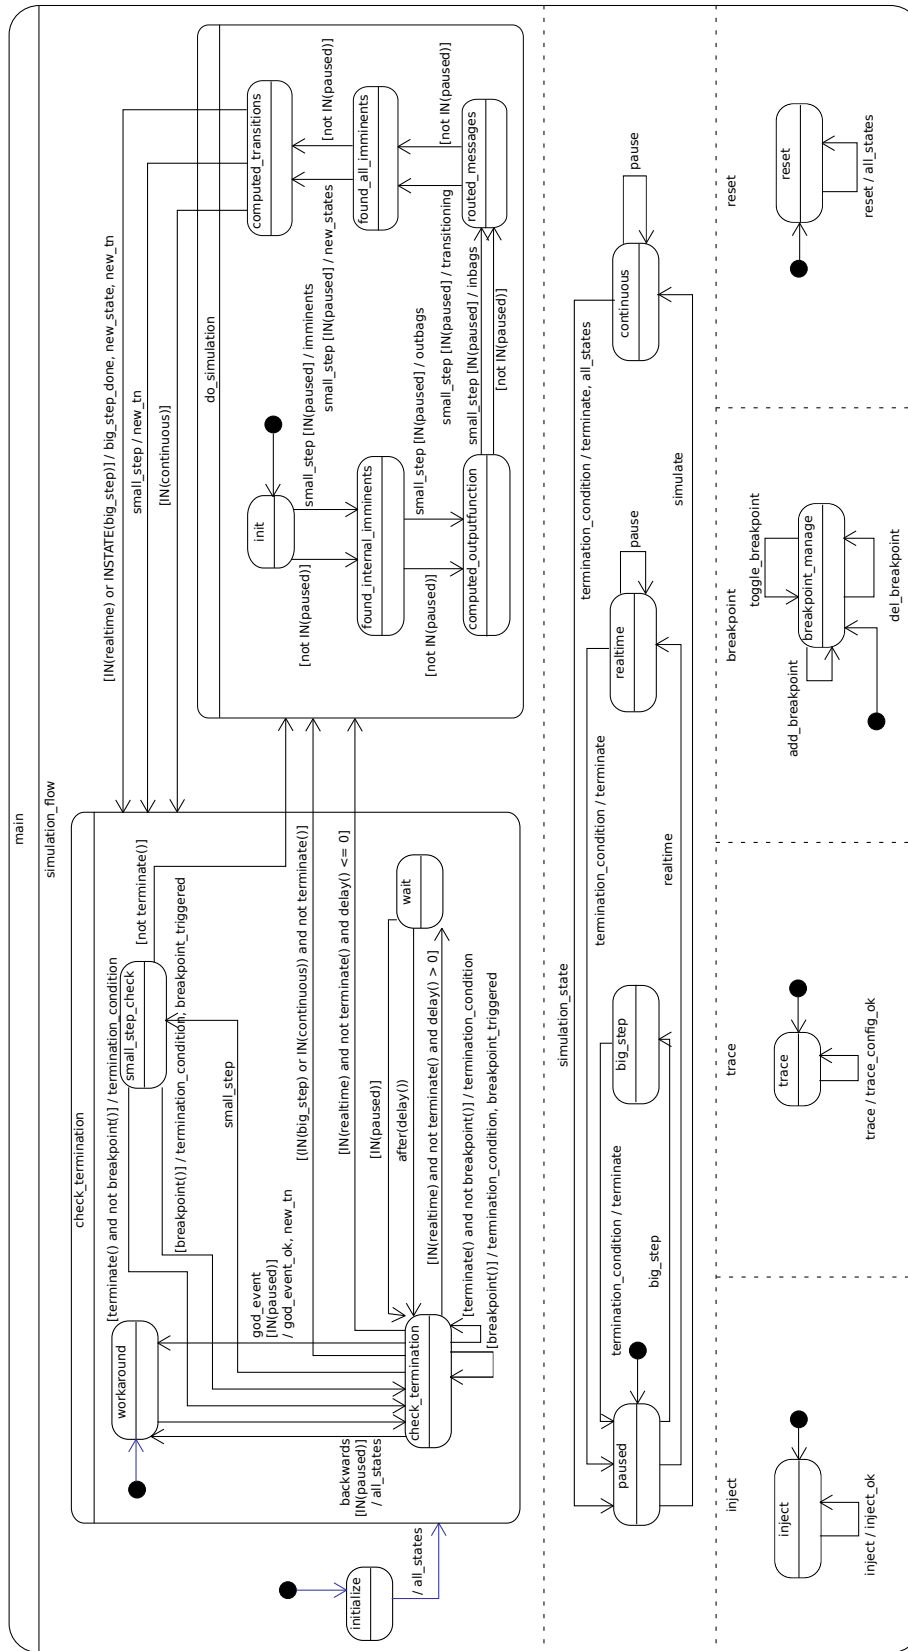 main
simulation_flow
check_termination
[terminate() and not breakpoint()] / termination_condition
[not terminate()]
small_step_check
[breakpoint()] / termination_condition, breakpoint_triggered
workaround
small_step
god_event
[IN(paused)]
/ god_event_ok, new_tn
[(IN(big_step) or IN(continuous)) and not terminate()]
[IN(realtime) and not terminate() and delay() <= 0]
wait
[IN(paused)]
after(delay())
[IN(realtime) and not terminate() and delay() > 0]
check_termination
[terminate() and not breakpoint()] / termination_condition
[breakpoint()] / termination_condition, breakpoint_triggered
backwards
[IN(paused)]
/ all_states
initialize
/ all_states
[IN(realtime) or INSTATE(big_step)] / big_step_done, new_state, new_tn
small_step / new_tn
[IN(continuous)]
do_simulation
init
small_step [IN(paused] / imminents
[not IN(paused)]
found_internal_imminents
small_step [IN(paused] / outbags
[not IN(paused)]
computed_outputfunction
small_step [IN(paused] / inbags
[not IN(paused)]
routed_messages
small_step [IN(paused] / transitioning
[not IN(paused)]
found_all_imminents
small_step [IN(paused] / new_states
[not IN(paused)]
computed_transitions
simulation_state
paused
termination_condition / terminate
big_step
big_step
termination_condition / terminate
realtime
realtime
pause
termination_condition / terminate, all_states
simulate
continuous
pause
inject
inject
inject / inject_ok
trace
trace
trace / trace_config_ok
breakpoint
toggle_breakpoint
breakpoint_manage
add_breakpoint
del_breakpoint
reset
reset
reset / all_states